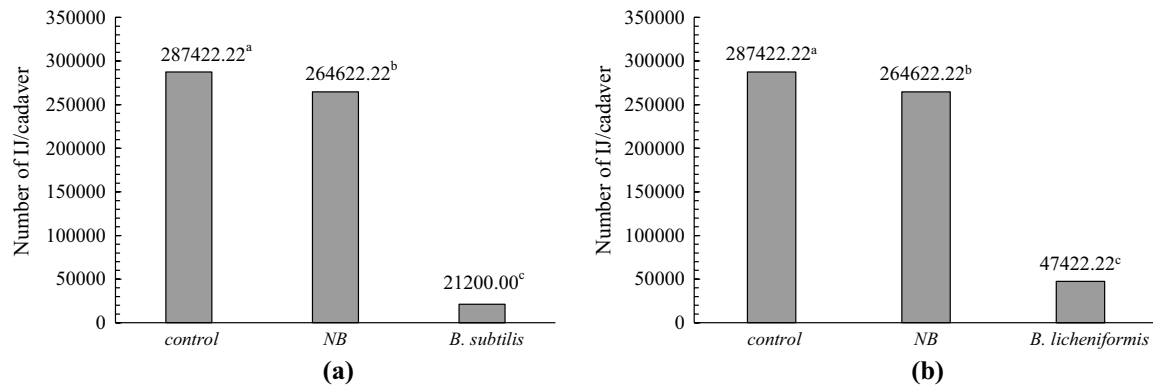 Number of IJ/cadaver
350000
300000
250000
200000
150000
100000
50000
0
287422.22a
264622.22b
21200.00c
control NB B. subtilis
(a)
Number of IJ/cadaver
350000
300000
250000
200000
150000
100000
50000
0
287422.22a
264622.22b
47422.22c
control NB B. licheniformis
(b)